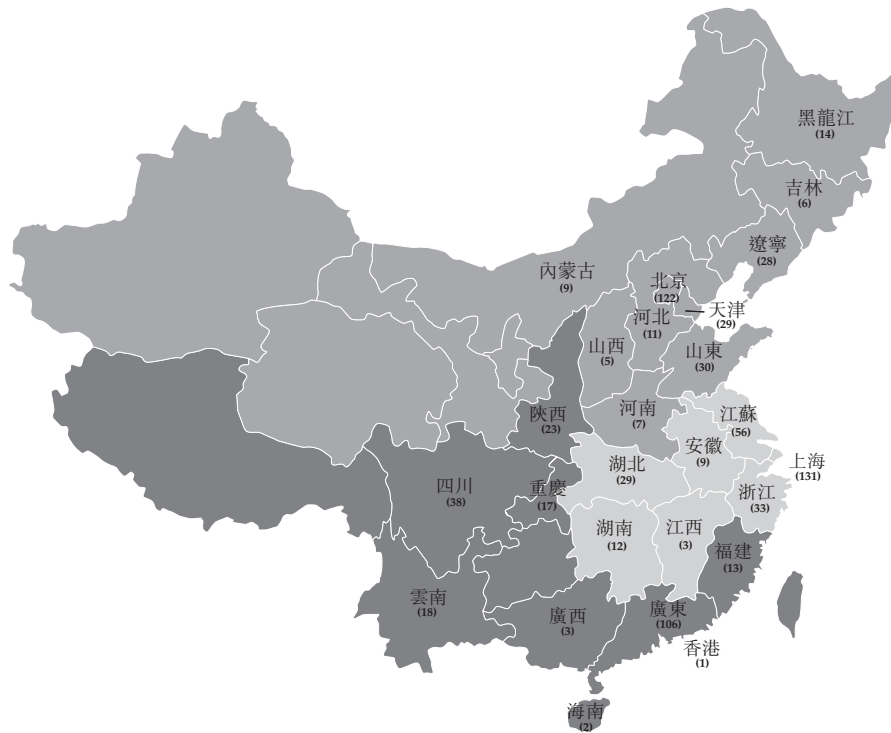 黑龍江
(14)
吉林
(6)
遼寧
(28)
內蒙古
(9)
北京
(122)
天津
(29)
河北
(11)
山西
(5)
山東
(30)
陝西
(23)
河南
(7)
江蘇
(56)
安徽
(9)
上海
(131)
湖北
(29)
四川
(38)
重慶
(17)
浙江
(33)
湖南
(12)
江西
(3)
福建
(13)
雲南
(18)
廣西
(3)
廣東
(106)
香港
(1)
海南
(2)